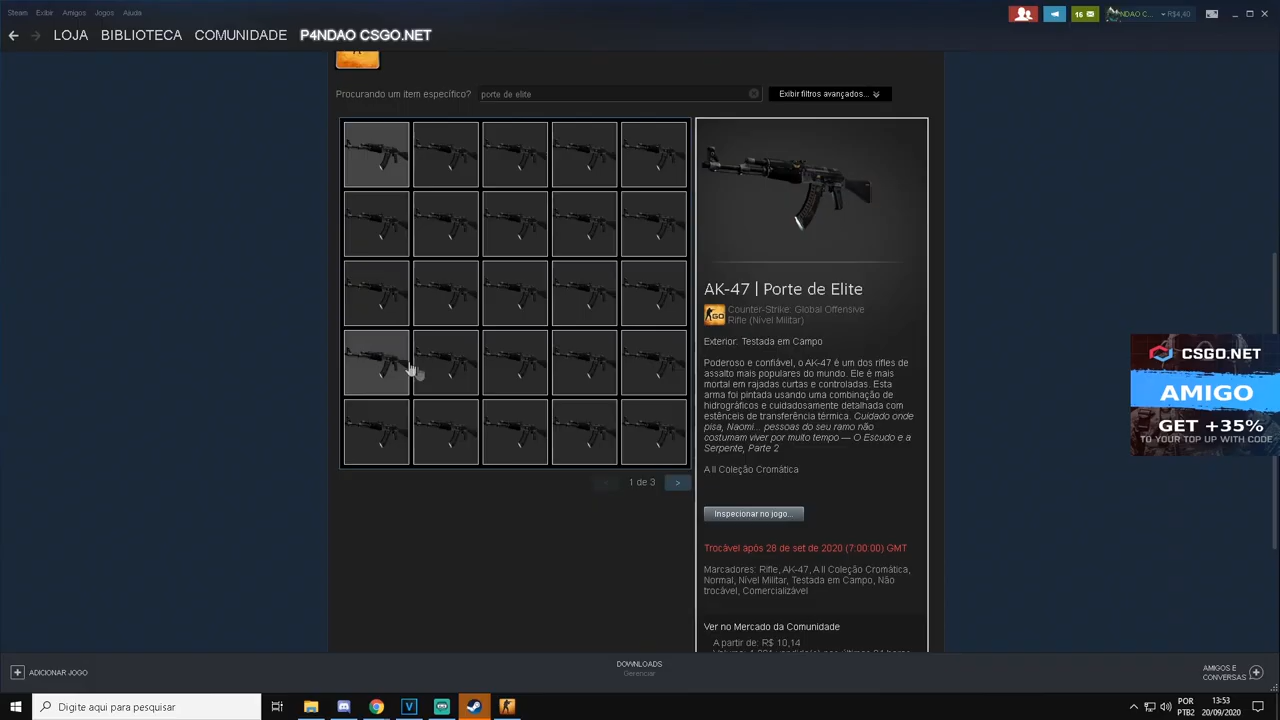 Steam Exibir Amigos Jogos Ajuda
16
P4NDAO C... R$4,40
LOJA BIBLIOTECA COMUNIDADE P4NDAO CSGO.NET
Procurando um item específico? porte de elite Exibir filtros avançados...
AK-47 | Porte de Elite
GO
Counter-Strike: Global Offensive
Rifle (Nível Militar)
Exterior: Testada em Campo
Poderoso e confiável, o AK-47 é um dos rifles de
assalto mais populares do mundo. Ele é mais
mortal em rajadas curtas e controladas. Esta
arma foi pintada usando uma combinação de
hidrográficos e cuidadosamente detalhada com
estênceis de transferência térmica. Cuidado onde
pisa, Naomi... pessoas do seu ramo não
costumam viver por muito tempo — O Escudo e a
Serpente, Parte 2
A II Coleção Cromática
< 1 de 3 >
Inspecionar no jogo...
Trocável após 28 de set de 2020 (7:00:00) GMT
Marcadores: Rifle, AK-47, A II Coleção Cromática,
Normal, Nível Militar, Testada em Campo, Não
trocável, Comercializável
Ver no Mercado da Comunidade
A partir de: R$ 10,14
CSGO.NET
AMIGO
GET +35%
TO YOUR TOP UP WITH CODE
ADICIONAR JOGO
DOWNLOADS
Gerenciar
AMIGOS E
CONVERSAS
Digite aqui para pesquisar
POR
PTB2
13:53
20/09/2020